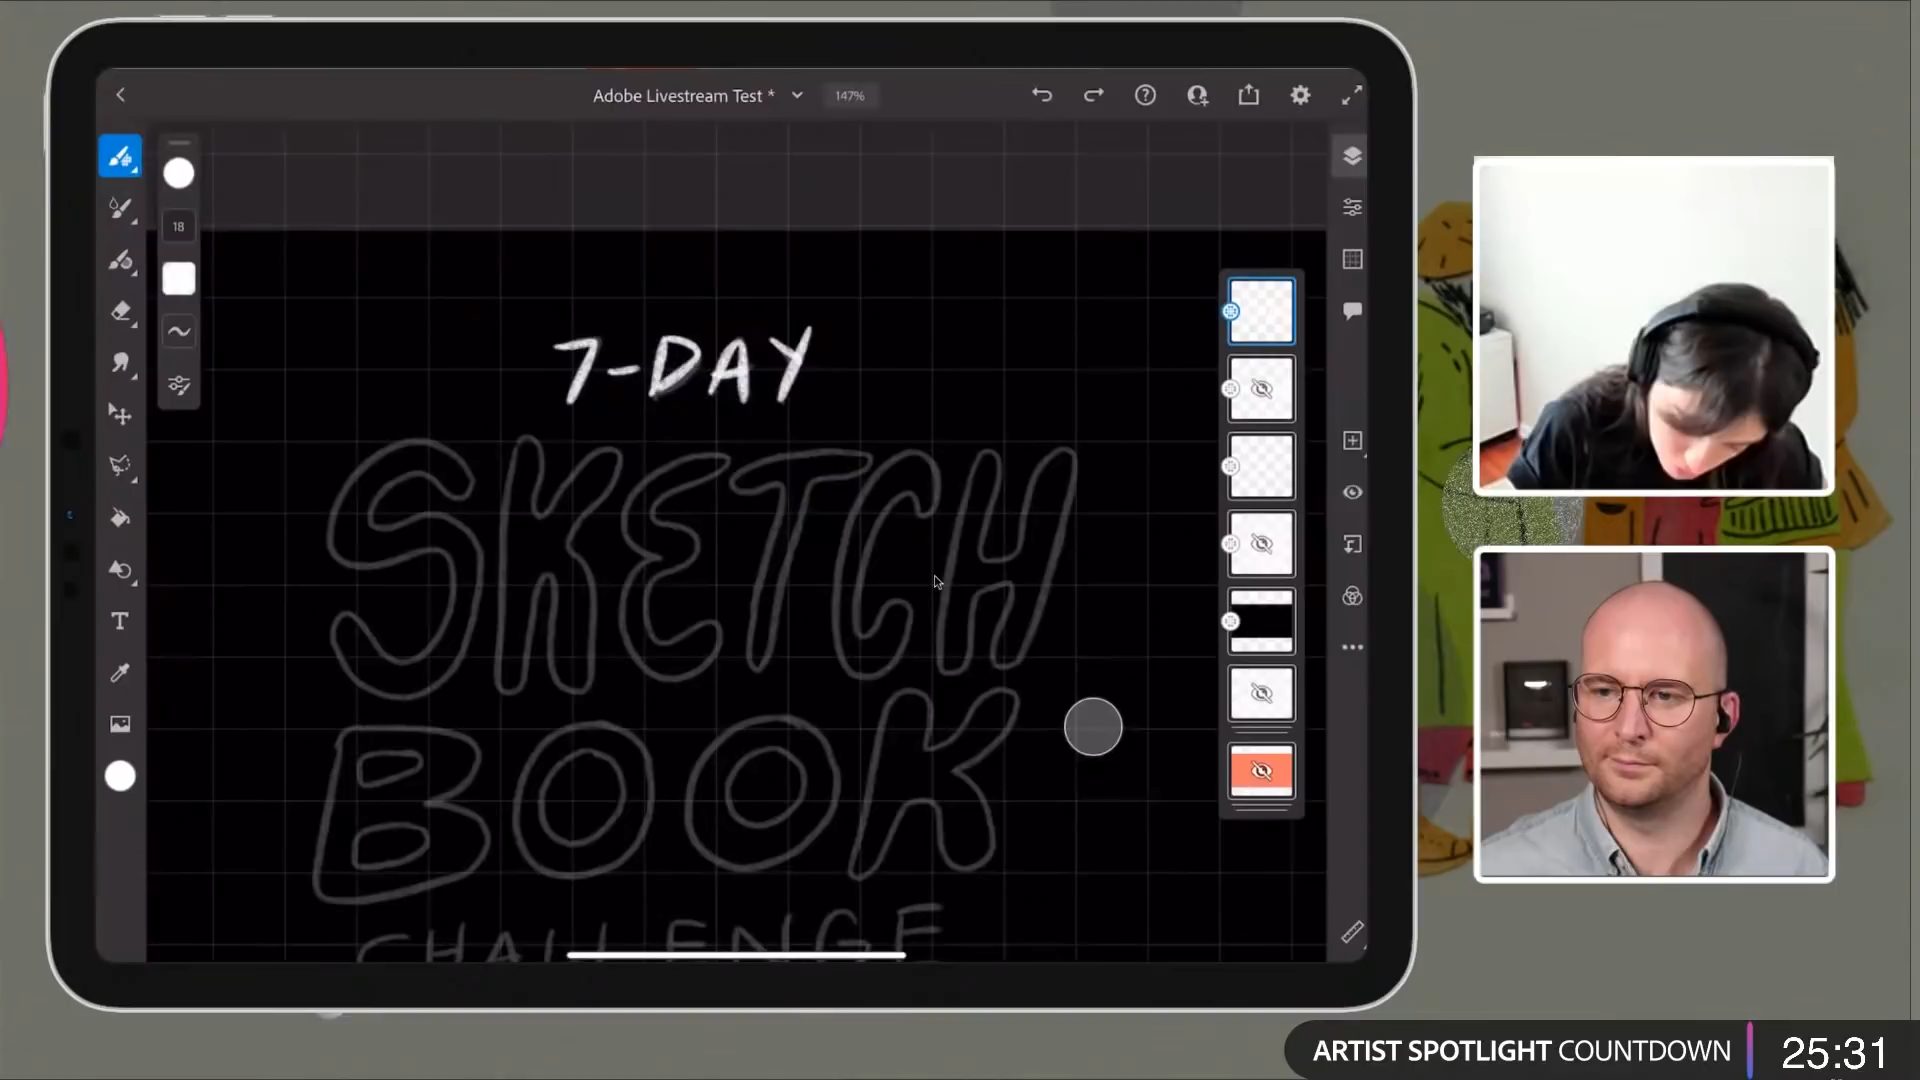 Adobe Livestream Test *
147%
18
7-DAY
SKETCH
BOOK
CHALLENGE
T
ARTIST SPOTLIGHT COUNTDOWN
25:31